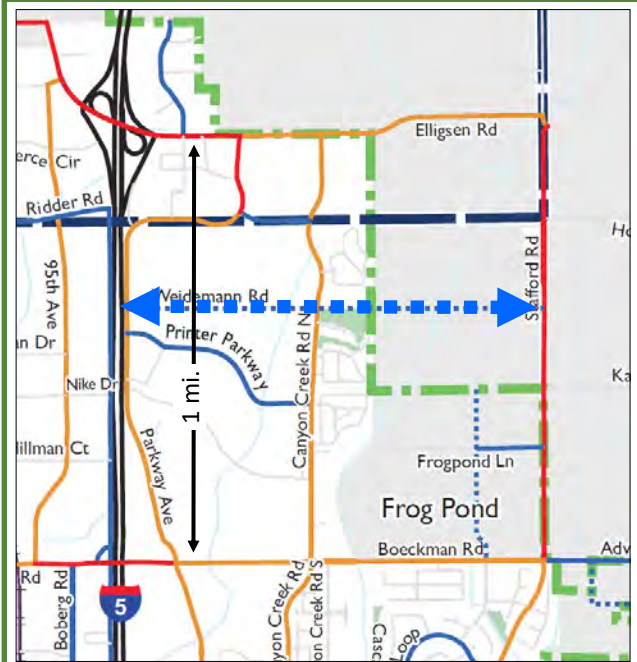 Elligsen Rd
erce Cir
Ridder Rd
Ho
95th Ave
Weidemann Rd
Stafford Rd
an Dr
Printer Parkway
Canyon Creek Rd N
Nike Dr
1 mi.
Ka
illman Ct
Parkway Ave
Frogpond Ln
Frog Pond
Boeckman Rd
Adv
Rd
Boberg Rd
5
yon Creek Rd
Canyon Creek Rd S
Casc
Loop